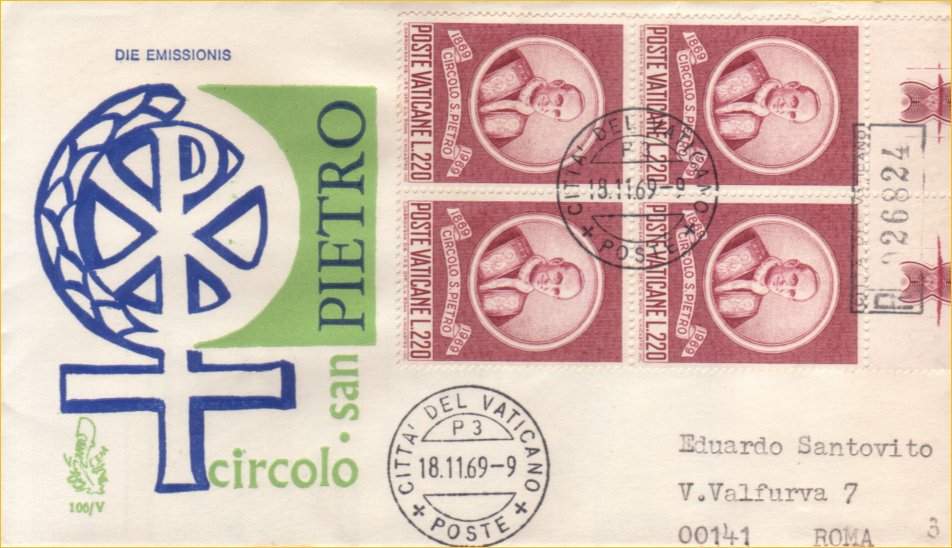 DIE EMISSIONIS
circolo · san PIETRO
106/V
POSTE VATICANE L.220
1869 CIRCOLO S.PIETRO 1969
POSTE VATICANE L.220
1869 CIRCOLO S.PIETRO 1969
POSTE VATICANE L.220
1869 CIRCOLO S.PIETRO 1969
POSTE VATICANE L.220
1869 CIRCOLO S.PIETRO 1969
CITTA' DEL VATICANO
18.11.69-9
POSTE
26824
CITTA' DEL VATICANO
P 3
18.11.69-9
POSTE
Eduardo Santovito
V.Valfurva 7
00141 ROMA